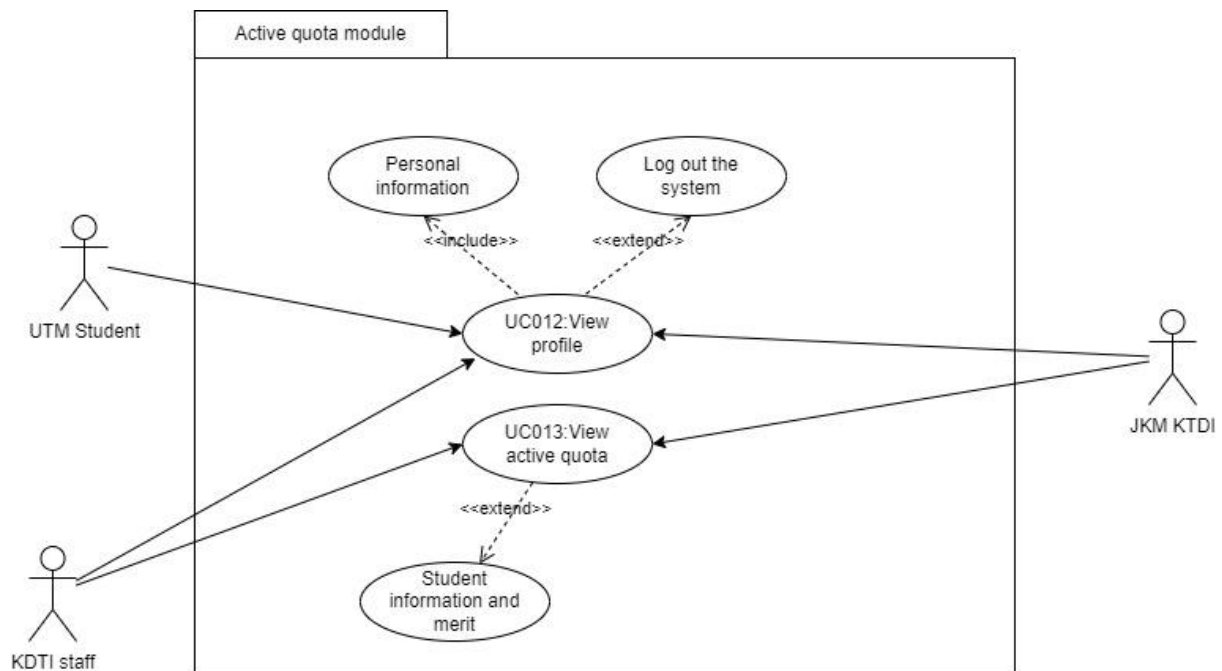 Active quota module
Personal
information
Log out the
system
<<include>>
<<extend>>
UTM Student
UC012:View
profile
JKM KTDI
UC013:View
active quota
<<extend>>
Student
information and
merit
KDTI staff